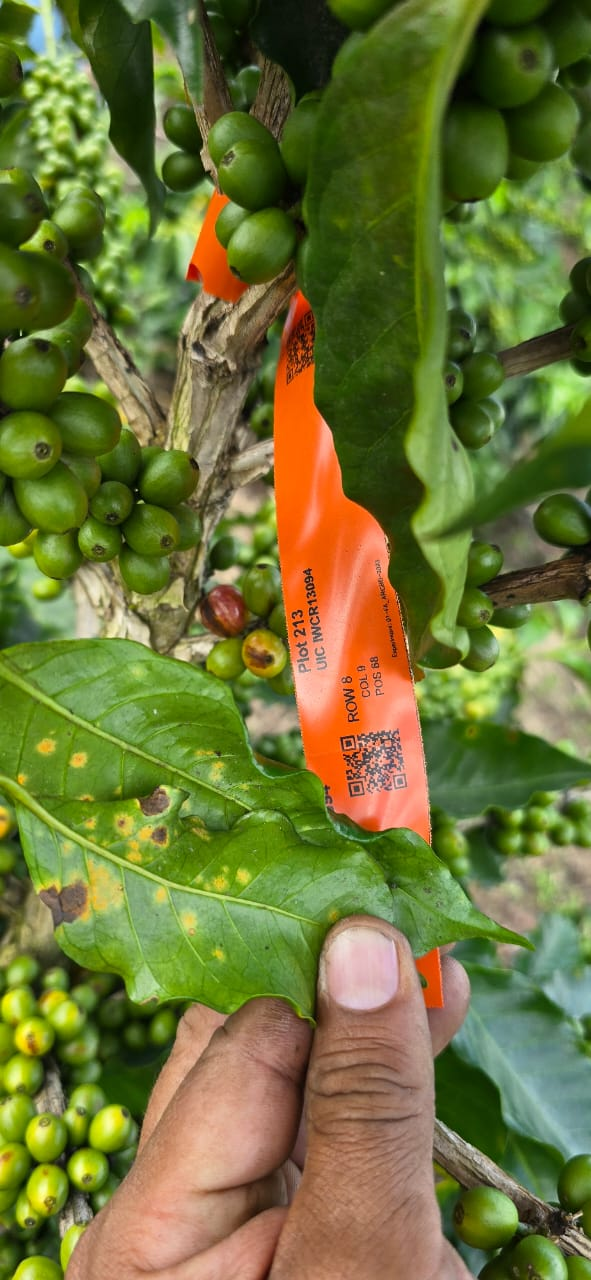 Plot 213
UIC IWCR13094
ROW 8
COL 9
POS 68